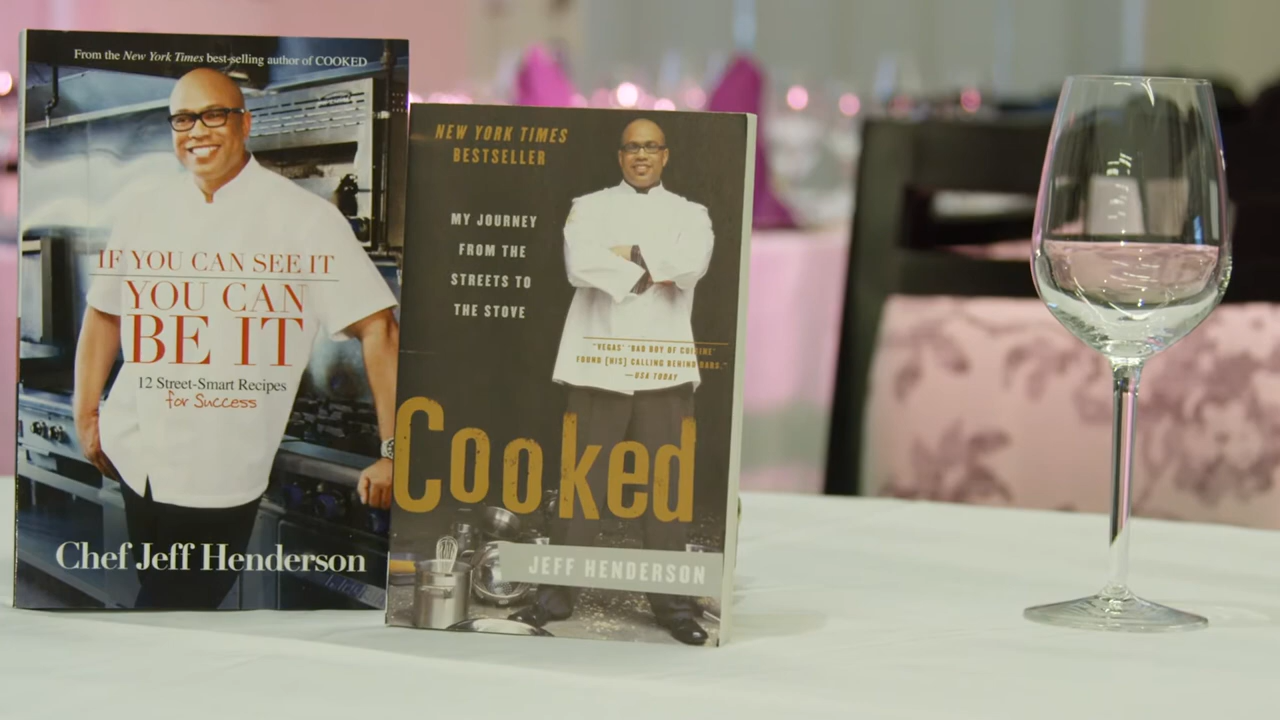 From the New York Times best-selling author of COOKED
IF YOU CAN SEE IT
YOU CAN
BE IT
12 Street-Smart Recipes
for Success
Chef Jeff Henderson
NEW YORK TIMES
BESTSELLER
MY JOURNEY
FROM THE
STREETS TO
THE STOVE
"VEGAS' 'BAD BOY OF CUISINE'
FOUND [HIS] CALLING BEHIND BARS."
—USA TODAY
Cooked
JEFF HENDERSON